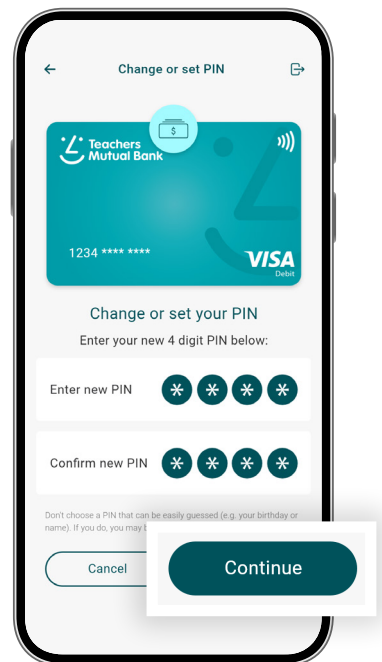 Change or set PIN
$
Teachers
Mutual Bank
1234 **** ****
VISA
Debit
Change or set your PIN
Enter your new 4 digit PIN below:
Enter new PIN * * * *
Confirm new PIN * * * *
Don't choose a PIN that can be easily guessed (e.g. your birthday or
name). If you do, you may
Cancel
Continue